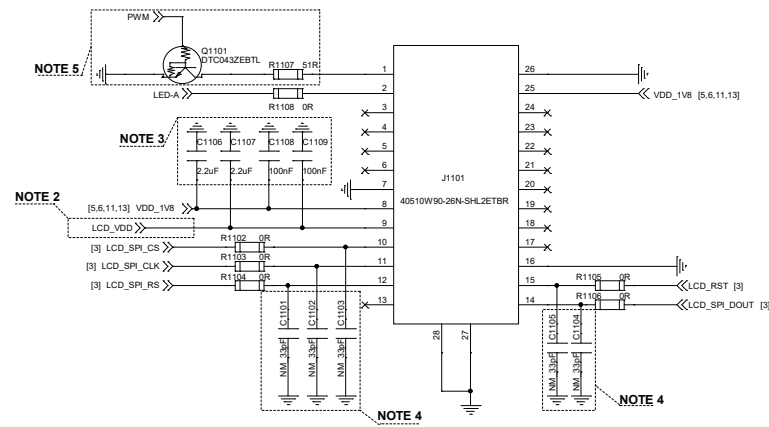 PWM
Q1101
DTC043ZEBTL
NOTE 5
R1107 51R
1
26
LED-A
2
25
VDD_1V8 [5,6,11,13]
R1108 0R
3
24
NOTE 3
4
23
C1106
C1107
C1108
C1109
5
22
2.2uF
2.2uF
100nF
100nF
6
21
J1101
7
20
40510W90-26N-SHL2ETBR
NOTE 2
[5,6,11,13] VDD_1V8
8
19
LCD_VDD
9
18
R1102 0R
[3] LCD_SPI_CS
10
17
R1103 0R
[3] LCD_SPI_CLK
11
16
R1104 0R
[3] LCD_SPI_RS
12
15
R1105 0R
LCD_RST [3]
13
14
R1106 0R
LCD_SPI_DOUT [3]
C1101
C1102
C1103
NM 33pF
NM 33pF
NM 33pF
28
27
C1105
C1104
NM 33pF
NM 33pF
NOTE 4
NOTE 4